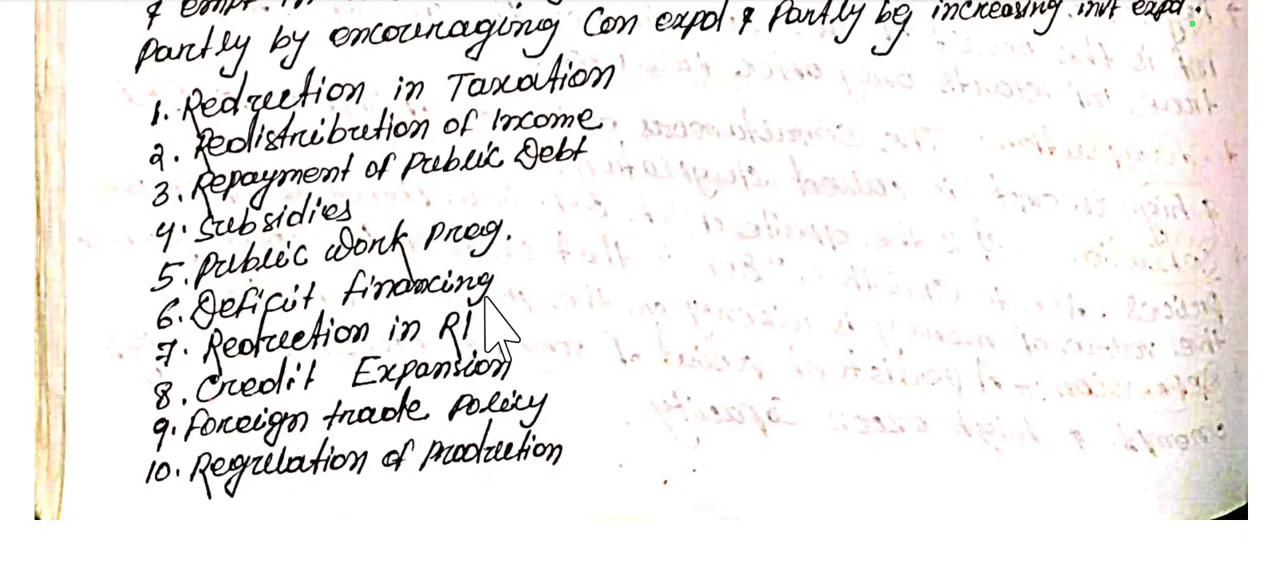 & empt.
Partly by encouraging Con expd. & Partly by increasing inv expd.
1. Reduction in Taxation
2. Redistribution of Income
3. Repayment of Public Debt
4. Subsidies
5. Public Work Prog.
6. Deficit financing
7. Reduction in RI
8. Credit Expansion
9. Foreign trade Policy
10. Regulation of Production